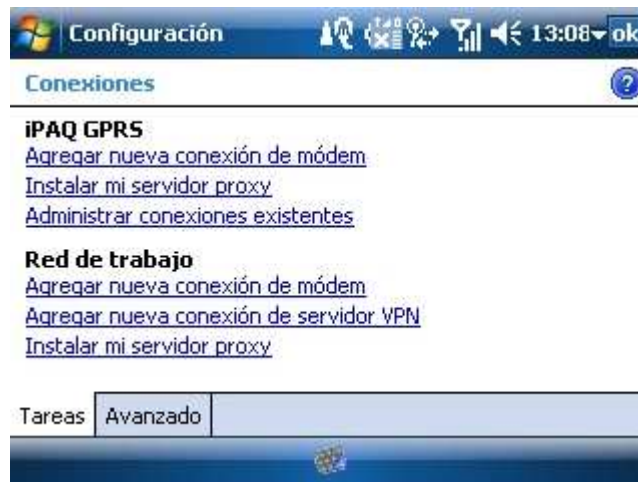 Configuración 13:08 ok
Conexiones
iPAQ GPRS
Agregar nueva conexión de módem
Instalar mi servidor proxy
Administrar conexiones existentes
Red de trabajo
Agregar nueva conexión de módem
Agregar nueva conexión de servidor VPN
Instalar mi servidor proxy
Tareas Avanzado